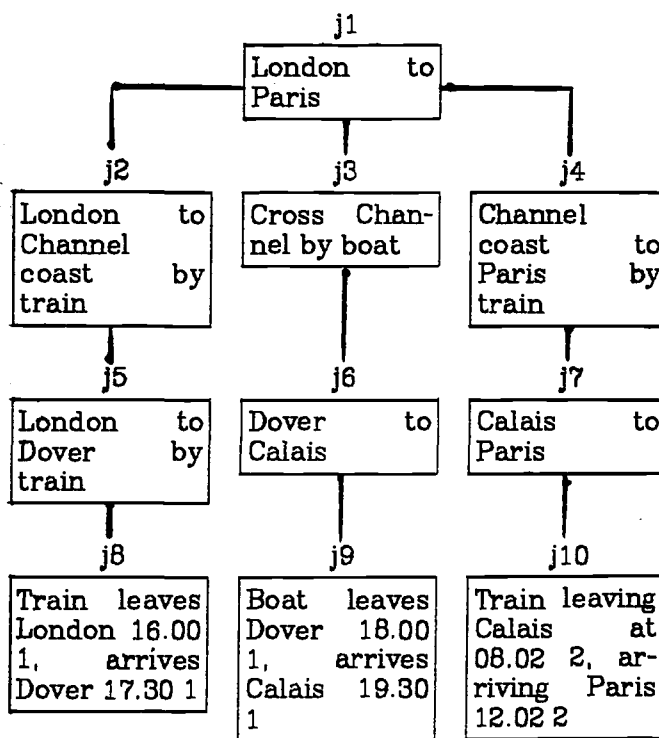 j1
London to
Paris
j2
j3
j4
London to
Channel
coast by
train
Cross Chan-
nel by boat
Channel
coast to
Paris by
train
j5
j6
j7
London to
Dover by
train
Dover to
Calais
Calais to
Paris
j8
j9
j10
Train leaves
London 16.00
1, arrives
Dover 17.30 1
Boat leaves
Dover 18.00
1, arrives
Calais 19.30
1
Train leaving
Calais at
08.02 2, ar-
riving Paris
12.02 2